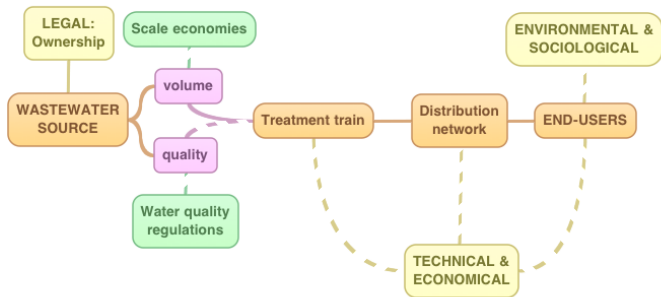 LEGAL:
Ownership
Scale economies
ENVIRONMENTAL &
SOCIOLOGICAL
volume
WASTEWATER
SOURCE
Treatment train
Distribution
network
END-USERS
quality
Water quality
regulations
TECHNICAL &
ECONOMICAL